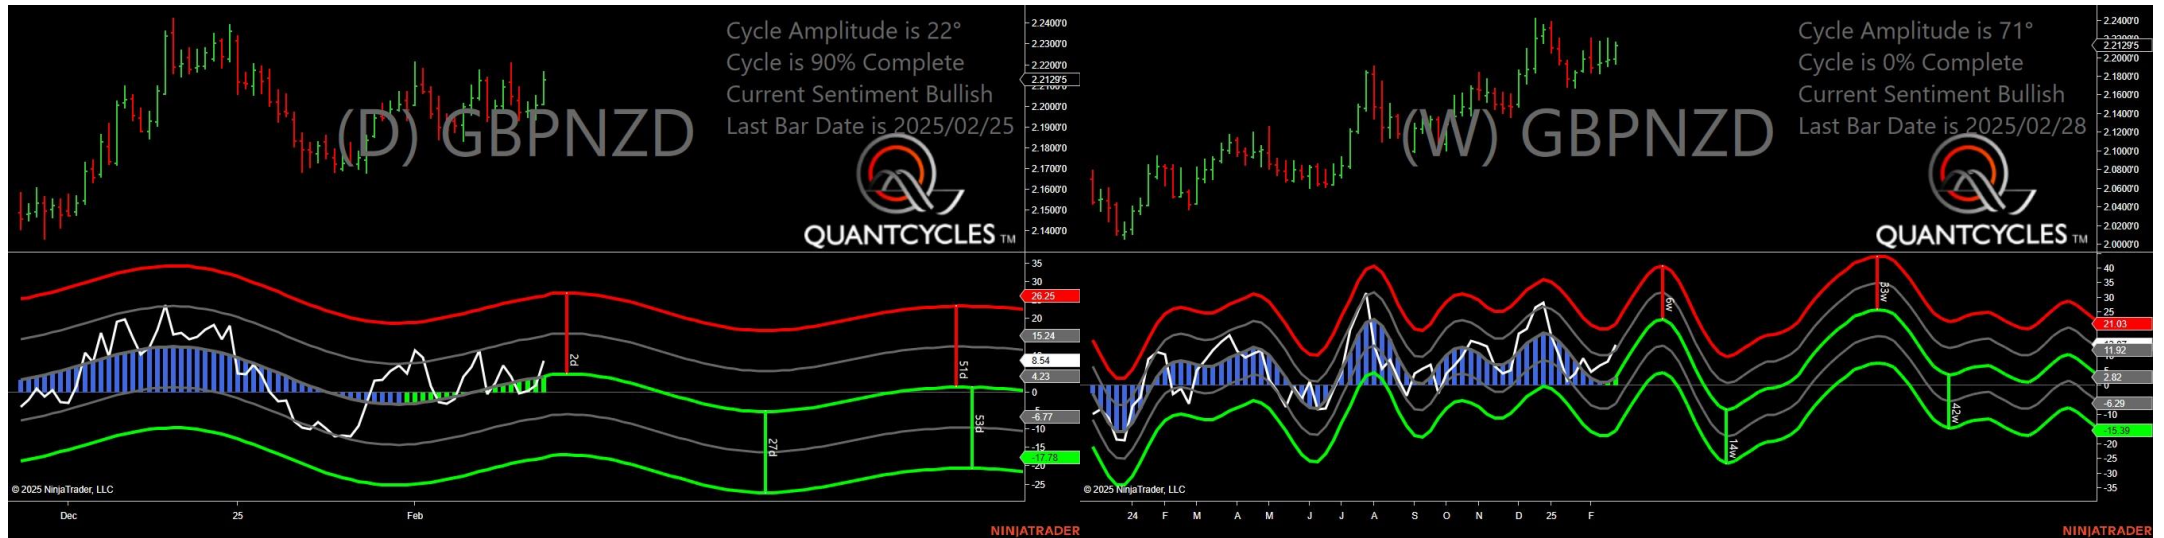 Cycle Amplitude is 22°
Cycle is 90% Complete
Current Sentiment Bullish
Last Bar Date is 2025/02/25
(D) GBPNZD
QUANTCYCLES TM
2.2400'0
2.2300'0
2.2200'0
2.2129'5
2.2100'0
2.2000'0
2.1900'0
2.1800'0
2.1700'0
2.1600'0
2.1500'0
2.1400'0
35
30
26.25
20
15.24
8.54
4.23
0
-6.77
-10
-15
-17.78
-20
-25
2d
27d
51d
53d
© 2025 NinjaTrader, LLC
Dec
25
Feb
NINJATRADER
Cycle Amplitude is 71°
Cycle is 0% Complete
Current Sentiment Bullish
Last Bar Date is 2025/02/28
(W) GBPNZD
QUANTCYCLES TM
2.2400'0
2.2129'5
2.2000'0
2.1800'0
2.1600'0
2.1400'0
2.1200'0
2.1000'0
2.0800'0
2.0600'0
2.0400'0
2.0200'0
2.0000'0
40
35
30
25
21.03
11.92
2.82
0
-6.29
-10
-15.39
-20
-25
-30
-35
6w
14w
33w
42w
© 2025 NinjaTrader, LLC
24
F
M
A
M
J
J
A
S
O
N
D
25
F
NINJATRADER